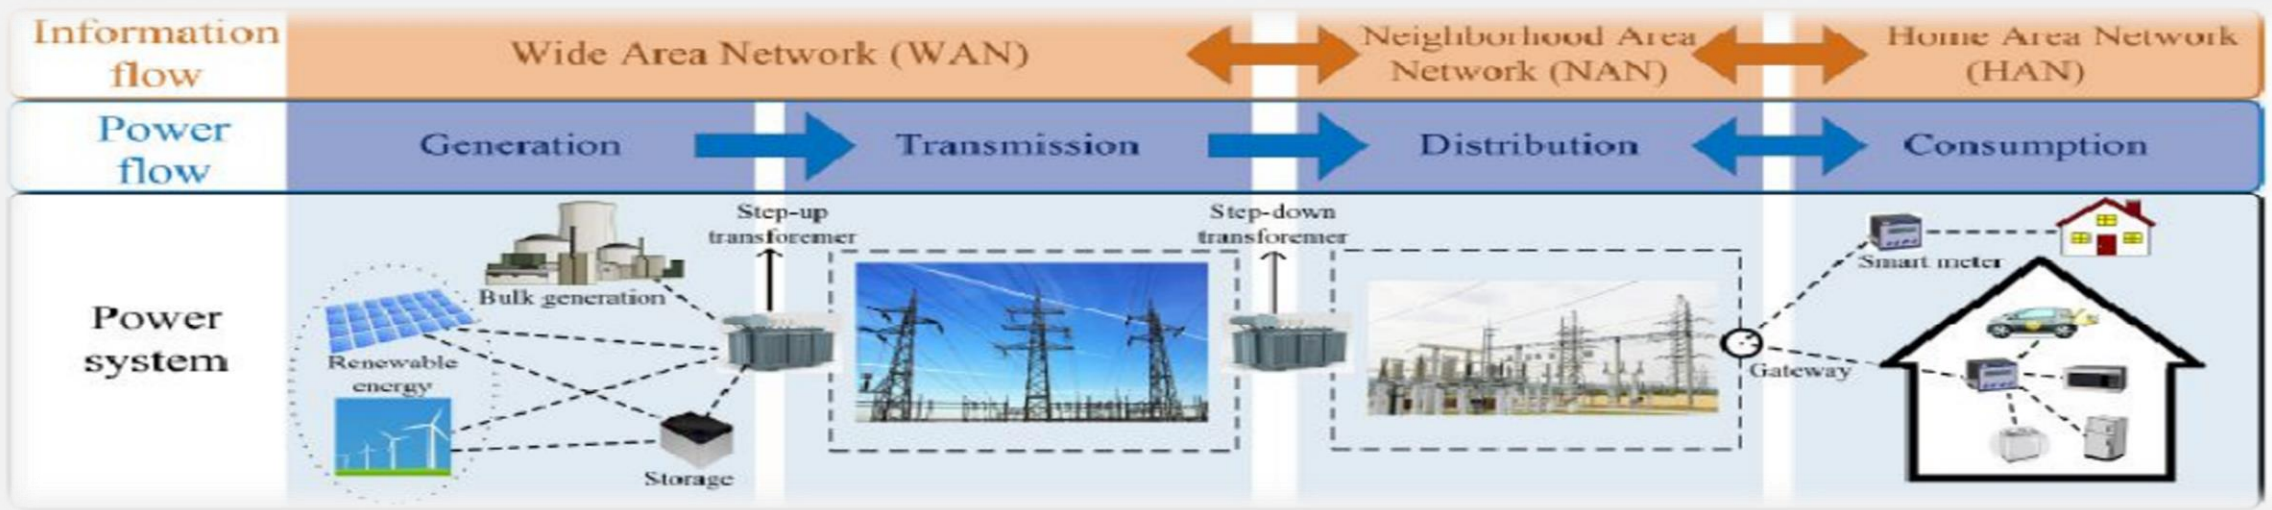 Information
flow
Wide Area Network (WAN)
Neighborhood Area
Network (NAN)
Home Area Network
(HAN)
Power
flow
Generation
Transmission
Distribution
Consumption
Power
system
Step-up
transforemer
Step-down
transforemer
Bulk generation
Renewable
energy
Storage
Smart meter
Gateway